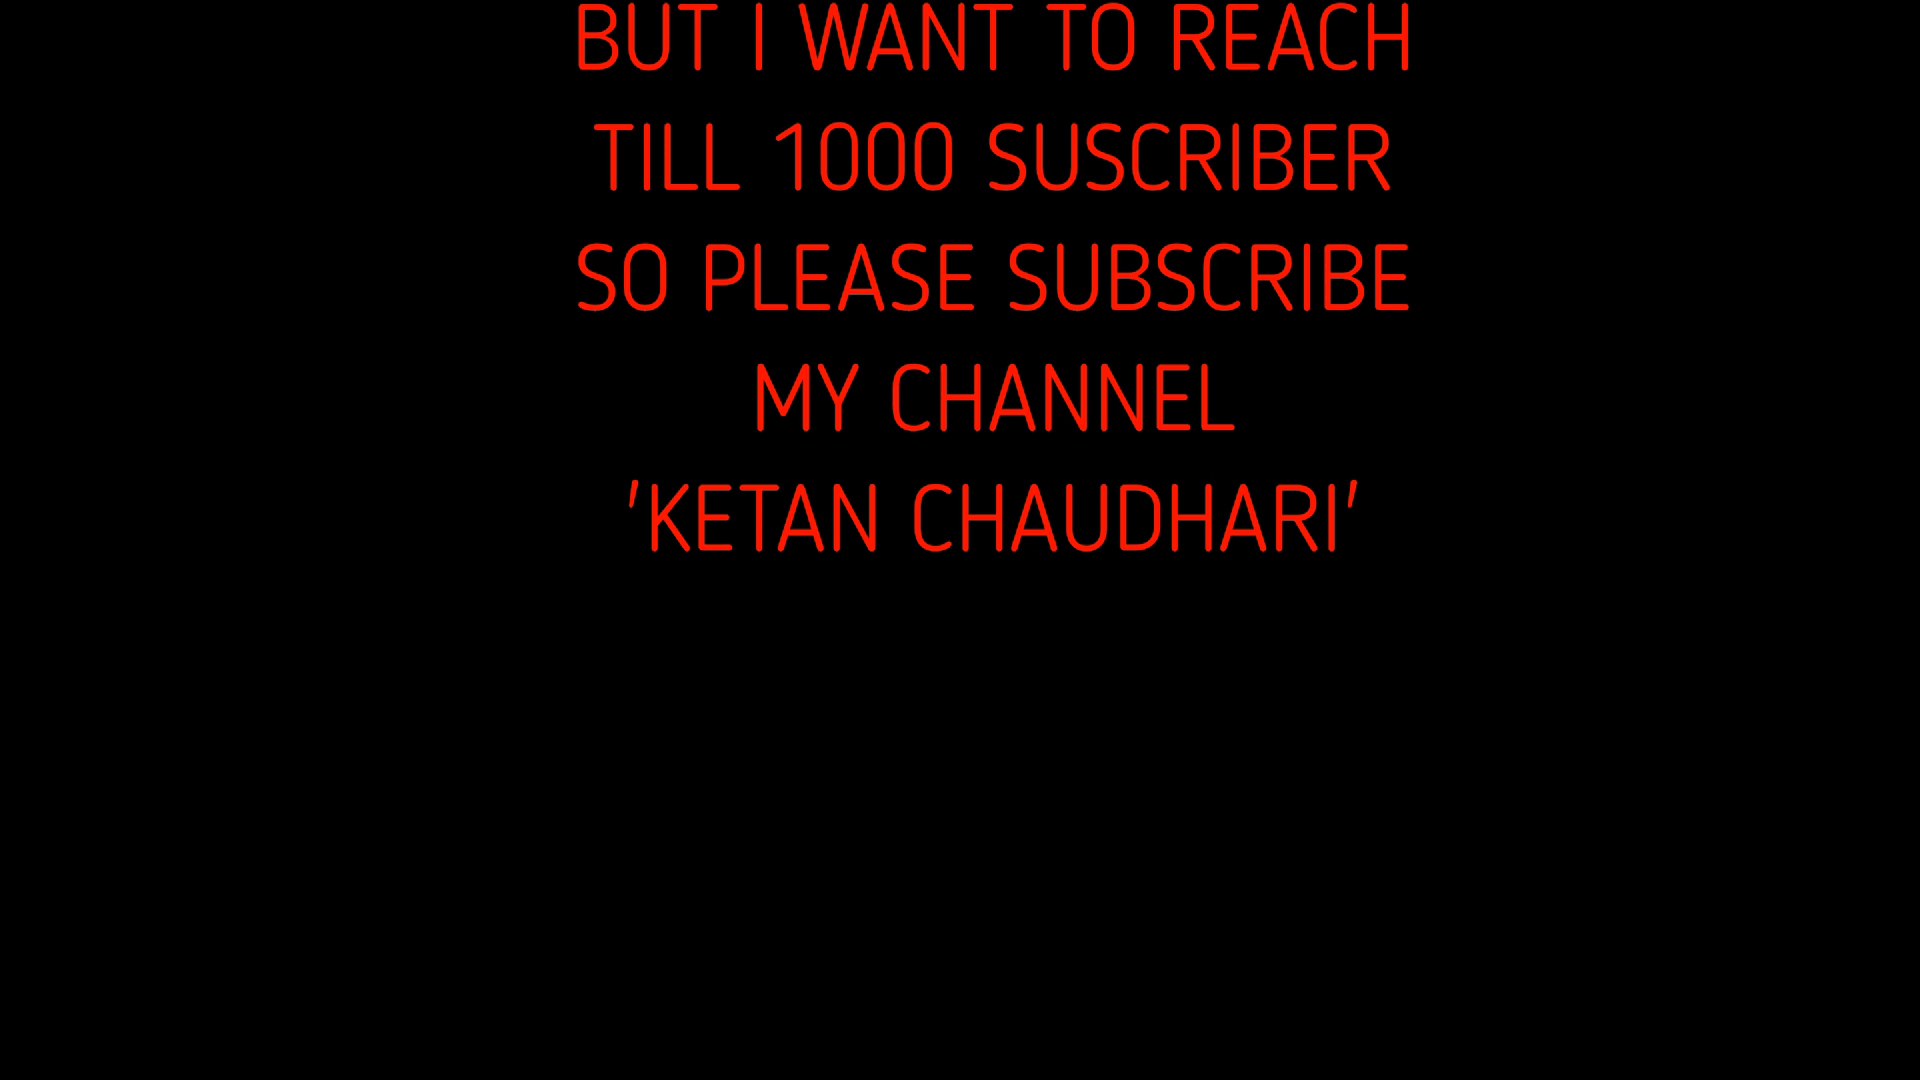 BUT I WANT TO REACH
TILL 1000 SUSCRIBER
SO PLEASE SUBSCRIBE
MY CHANNEL
'KETAN CHAUDHARI'